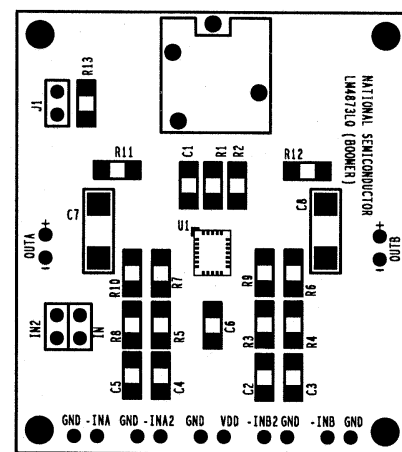 R13
J1
NATIONAL SEMICONDUCTOR
LM4873LQ (BOOMER)
C1
R1
R2
R11
R12
C7
C8
U1
OUTA
+
-
+
-
OUTB
R10
R7
R9
R6
IN2
IN
R8
R5
C6
R3
R4
C5
C4
C2
C3
GND -INA GND -INA2 GND VDD -INB2 GND -INB GND